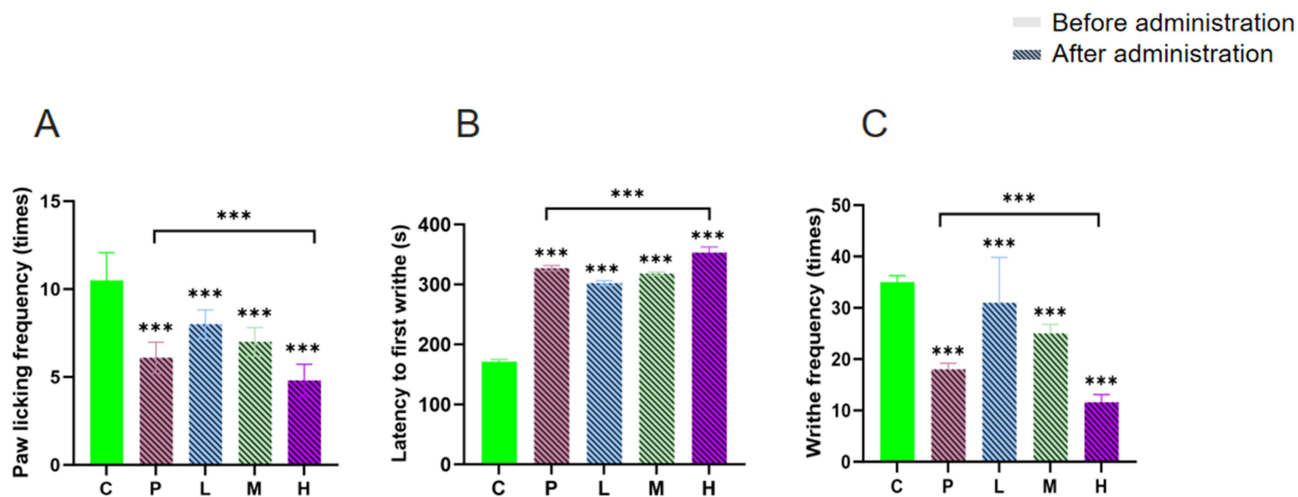 Before administration
After administration
A
B
C
Paw licking frequency (times)
15
10
5
0
***
***
***
***
***
C P L M H
Latency to first writhe (s)
400
300
200
100
0
***
***
***
***
***
C P L M H
Writhe frequency (times)
50
40
30
20
10
0
***
***
***
***
***
C P L M H